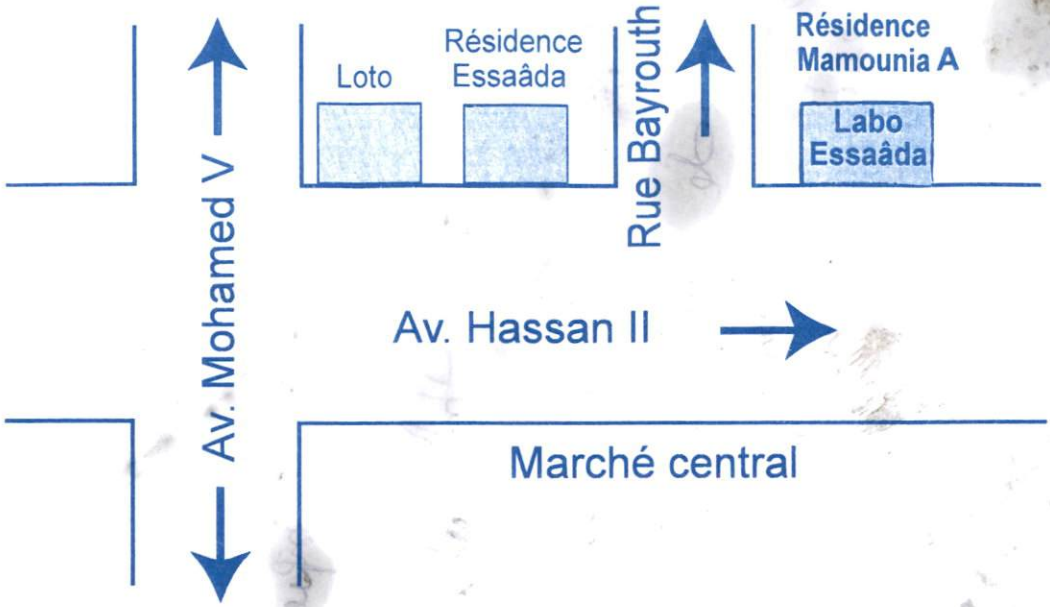 Loto
Résidence
Essaâda
Rue Bayrouth
Résidence
Mamounia A
Labo
Essaâda
Av. Mohamed V
Av. Hassan II
Marché central